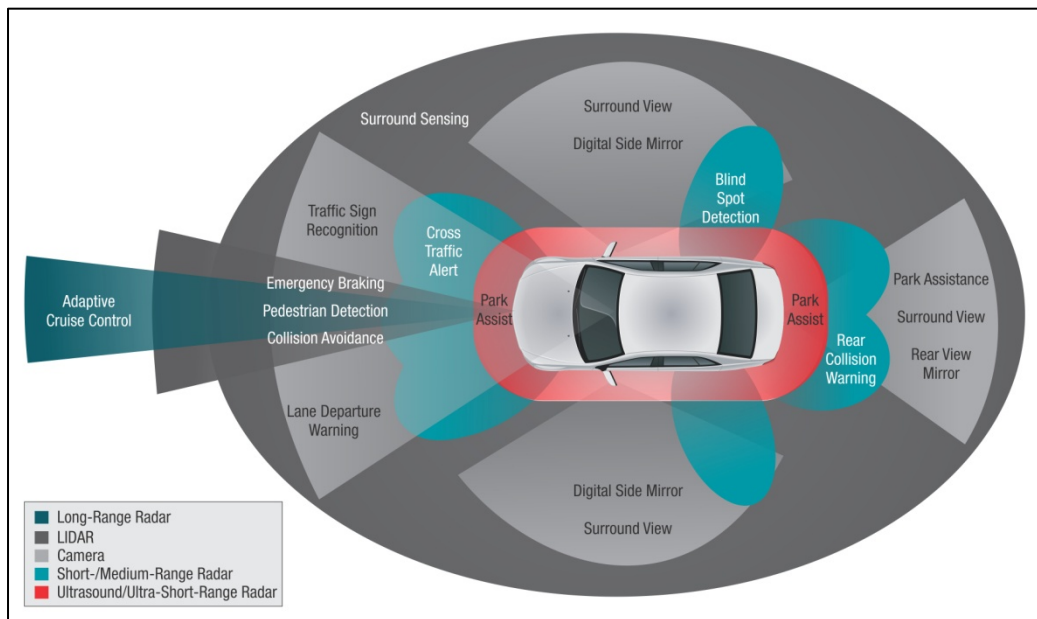 Surround Sensing
Surround View
Digital Side Mirror
Blind
Spot
Detection
Traffic Sign
Recognition
Cross
Traffic
Alert
Adaptive
Cruise Control
Emergency Braking
Pedestrian Detection
Collision Avoidance
Park
Assist
Park
Assist
Rear
Collision
Warning
Park Assistance
Surround View
Rear View
Mirror
Lane Departure
Warning
Digital Side Mirror
Surround View
Long-Range Radar
LIDAR
Camera
Short-/Medium-Range Radar
Ultrasound/Ultra-Short-Range Radar